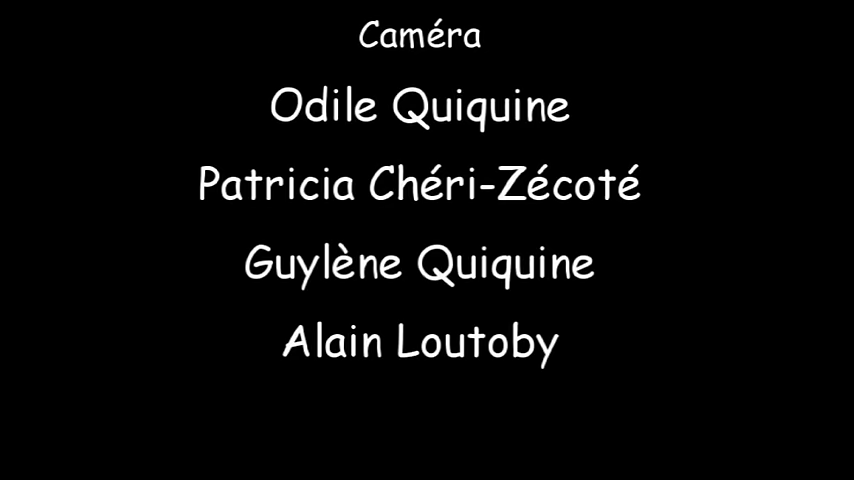 Caméra
Odile Quiquine
Patricia Chéri-Zécoté
Guylène Quiquine
Alain Loutoby